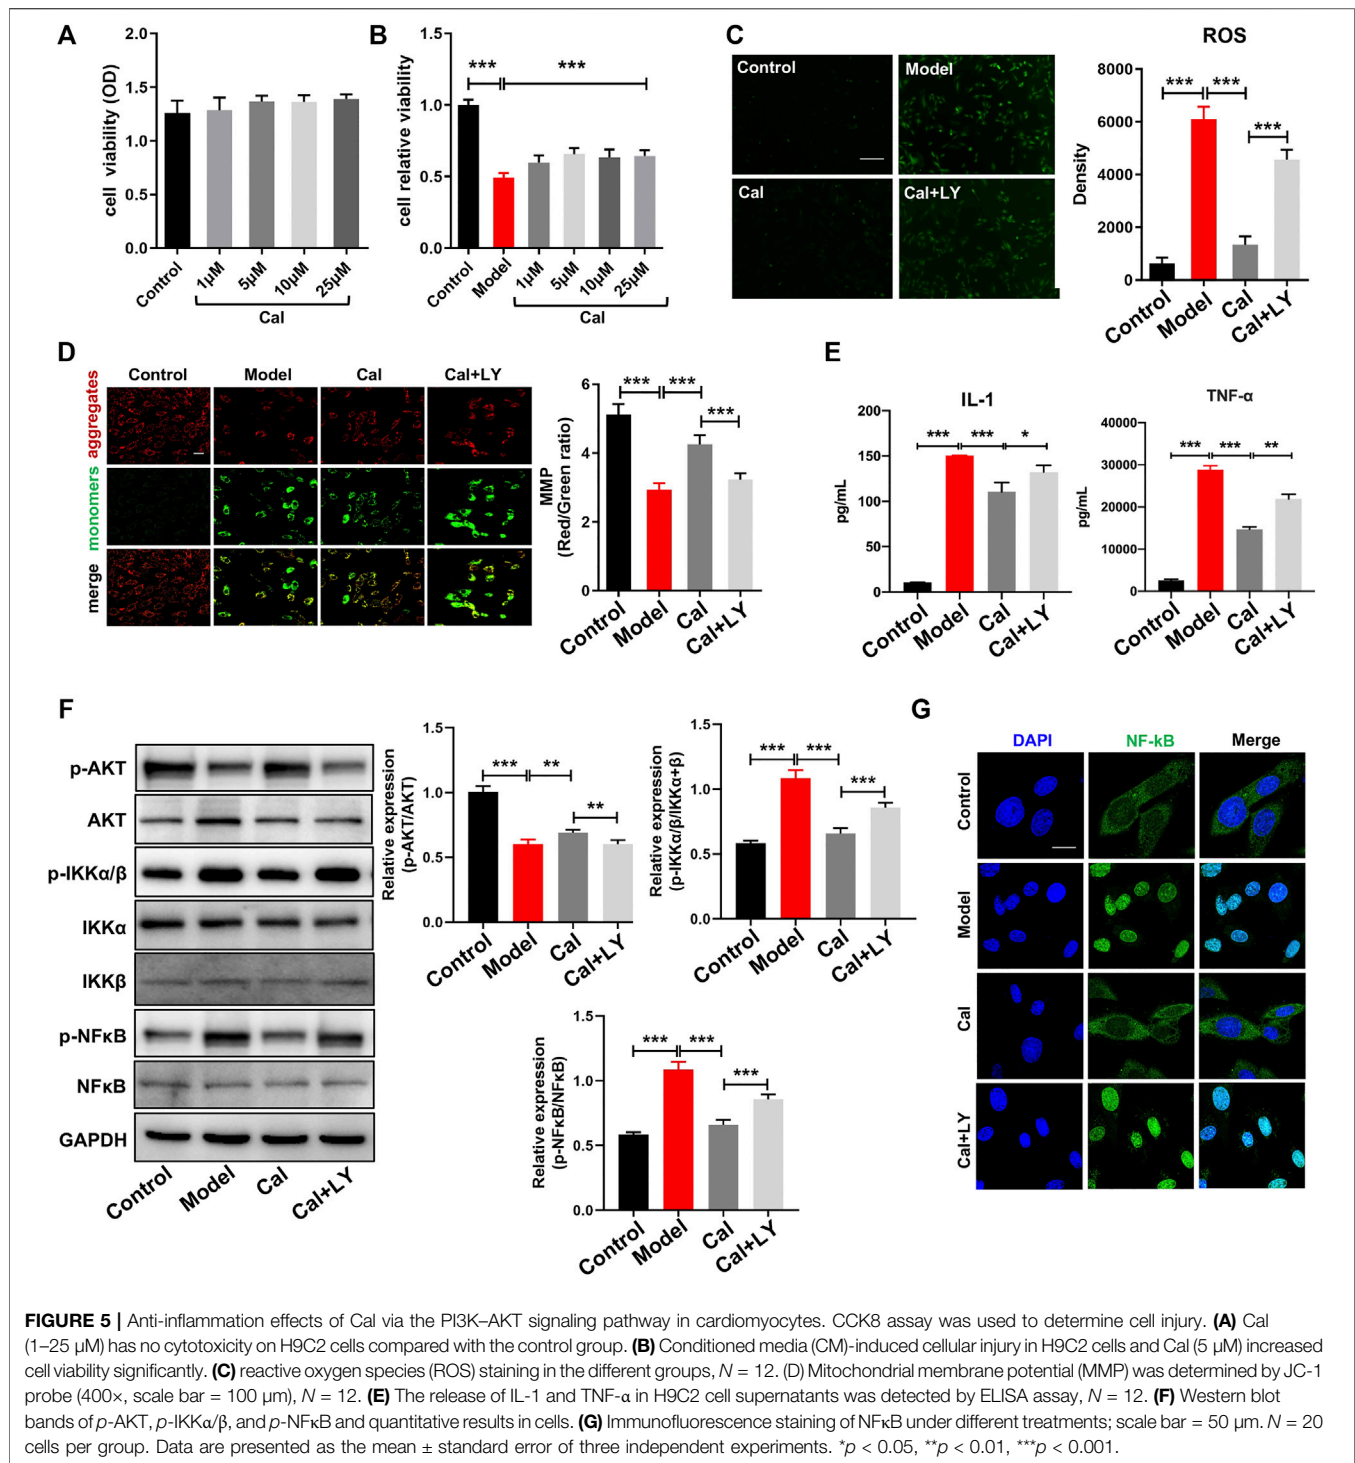 A
cell viability (OD)
2.0
1.5
1.0
0.5
0.0
Control
1μM
5μM
10μM
25μM
Cal
B
cell relative viability
1.5
1.0
0.5
0.0
***
***
Control
Model
1μM
5μM
10μM
25μM
Cal
C
Control
Model
Cal
Cal+LY
ROS
Density
8000
6000
4000
2000
0
*** ***
***
Control
Model
Cal
Cal+LY
D
Control Model Cal Cal+LY
aggregates
monomers
merge
MMP
(Red/Green ratio)
6
4
2
0
*** ***
***
Control
Model
Cal
Cal+LY
E
IL-1
pg/mL
200
150
100
50
0
*** *** *
Control
Model
Cal
Cal+LY
TNF-α
pg/mL
40000
30000
20000
10000
0
*** *** **
Control
Model
Cal
Cal+LY
F
p-AKT
AKT
p-IKKα/β
IKKα
IKKβ
p-NFκB
NFκB
GAPDH
Control
Model
Cal
Cal+LY
Relative expression
(p-AKT/AKT)
1.5
1.0
0.5
0.0
*** **
**
Control
Model
Cal
Cal+LY
Relative expression
(p-IKKα/β/IKKα+β)
1.5
1.0
0.5
0.0
*** ***
***
Control
Model
Cal
Cal+LY
Relative expression
(p-NFκB/NFκB)
1.5
1.0
0.5
0.0
*** ***
***
Control
Model
Cal
Cal+LY
G
DAPI NF-kB Merge
Control
Model
Cal
Cal+LY
FIGURE 5 | Anti-inflammation effects of Cal via the PI3K–AKT signaling pathway in cardiomyocytes. CCK8 assay was used to determine cell injury. (A) Cal
(1–25 μM) has no cytotoxicity on H9C2 cells compared with the control group. (B) Conditioned media (CM)-induced cellular injury in H9C2 cells and Cal (5 μM) increased
cell viability significantly. (C) reactive oxygen species (ROS) staining in the different groups, N = 12. (D) Mitochondrial membrane potential (MMP) was determined by JC-1
probe (400×, scale bar = 100 μm), N = 12. (E) The release of IL-1 and TNF-α in H9C2 cell supernatants was detected by ELISA assay, N = 12. (F) Western blot
bands of p-AKT, p-IKKα/β, and p-NFκB and quantitative results in cells. (G) Immunofluorescence staining of NFκB under different treatments; scale bar = 50 μm. N = 20
cells per group. Data are presented as the mean ± standard error of three independent experiments. *p < 0.05, **p < 0.01, ***p < 0.001.